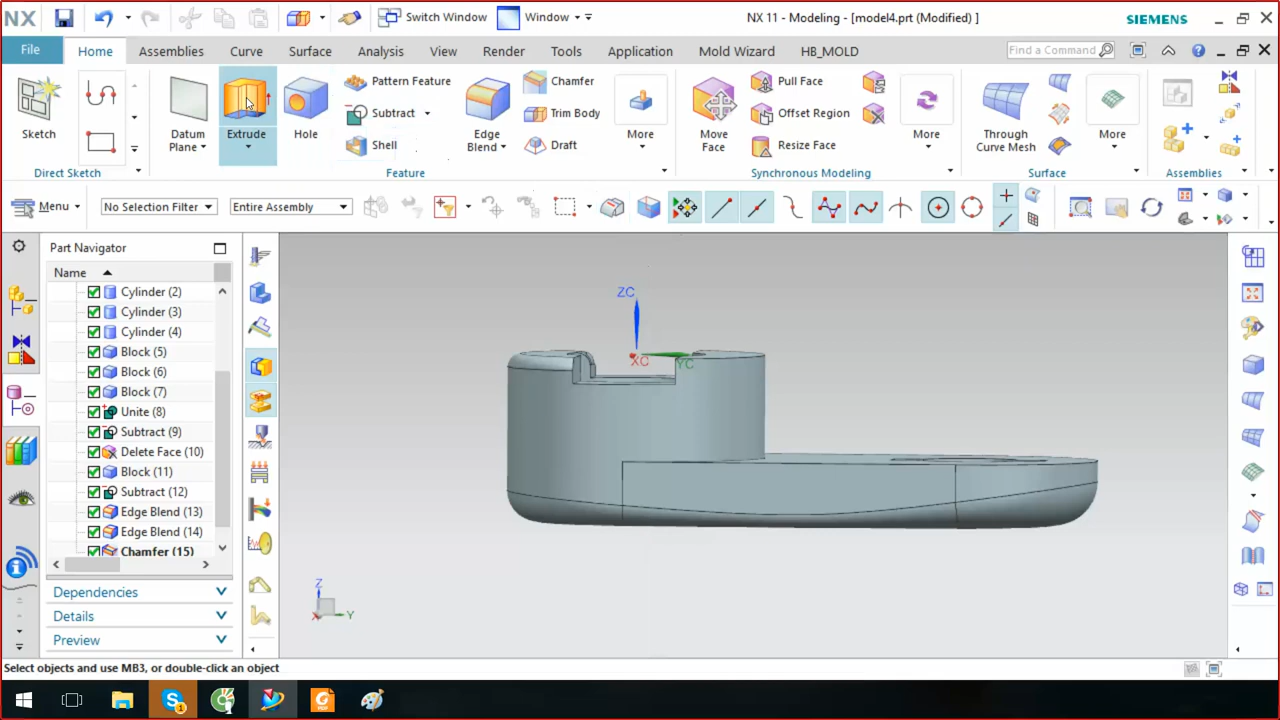 NX
Switch Window
Window
NX 11 - Modeling - [model4.prt (Modified) ]
SIEMENS
File
Home
Assemblies
Curve
Surface
Analysis
View
Render
Tools
Application
Mold Wizard
HB_MOLD
Find a Command
Sketch
Direct Sketch
Datum
Plane
Extrude
Hole
Pattern Feature
Subtract
Shell
Edge
Blend
Chamfer
Trim Body
Draft
More
Feature
Move
Face
Pull Face
Offset Region
Resize Face
More
Synchronous Modeling
Through
Curve Mesh
More
Surface
Assemblies
Menu
No Selection Filter
Entire Assembly
Part Navigator
Name
Cylinder (2)
Cylinder (3)
Cylinder (4)
Block (5)
Block (6)
Block (7)
Unite (8)
Subtract (9)
Delete Face (10)
Block (11)
Subtract (12)
Edge Blend (13)
Edge Blend (14)
Chamfer (15)
Dependencies
Details
Preview
ZC
XC
YC
Z
X
Y
Select objects and use MB3, or double-click an object